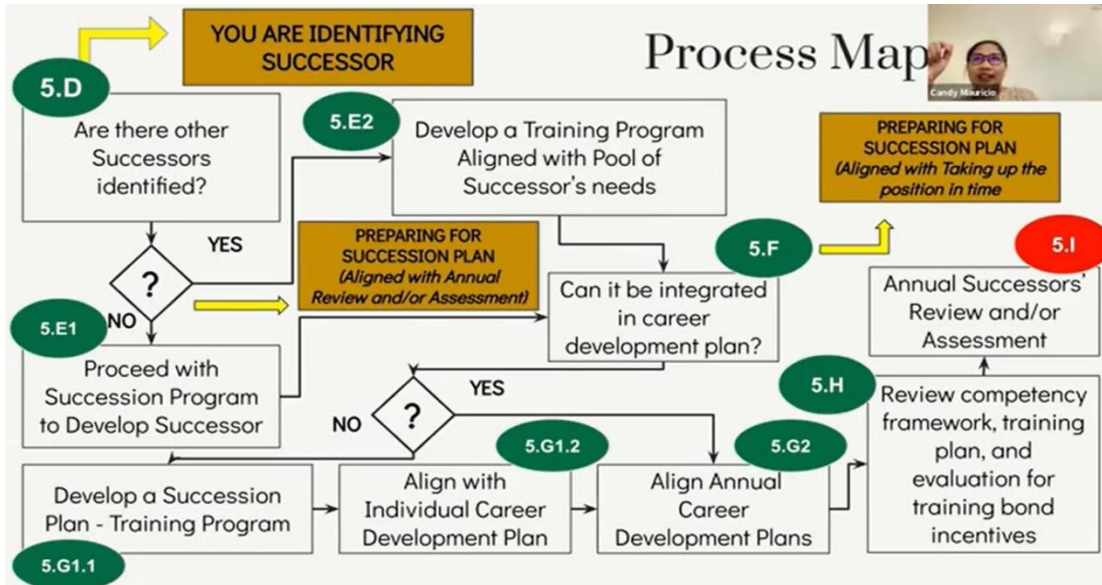 YOU ARE IDENTIFYING
SUCCESSOR
Process Map
Candy Mauricio
5.D
Are there other
Successors
identified?
5.E2
Develop a Training Program
Aligned with Pool of
Successor's needs
PREPARING FOR
SUCCESSION PLAN
(Aligned with Taking up the
position in time
?
YES
NO
PREPARING FOR
SUCCESSION PLAN
(Aligned with Annual
Review and/or Assessment)
5.F
Can it be integrated
in career
development plan?
5.I
Annual Successors'
Review and/or
Assessment
5.E1
Proceed with
Succession Program
to Develop Successor
?
YES
NO
5.H
Review competency
framework, training
plan, and
evaluation for
training bond
incentives
5.G1.1
Develop a Succession
Plan - Training Program
5.G1.2
Align with
Individual Career
Development Plan
5.G2
Align Annual
Career
Development Plans